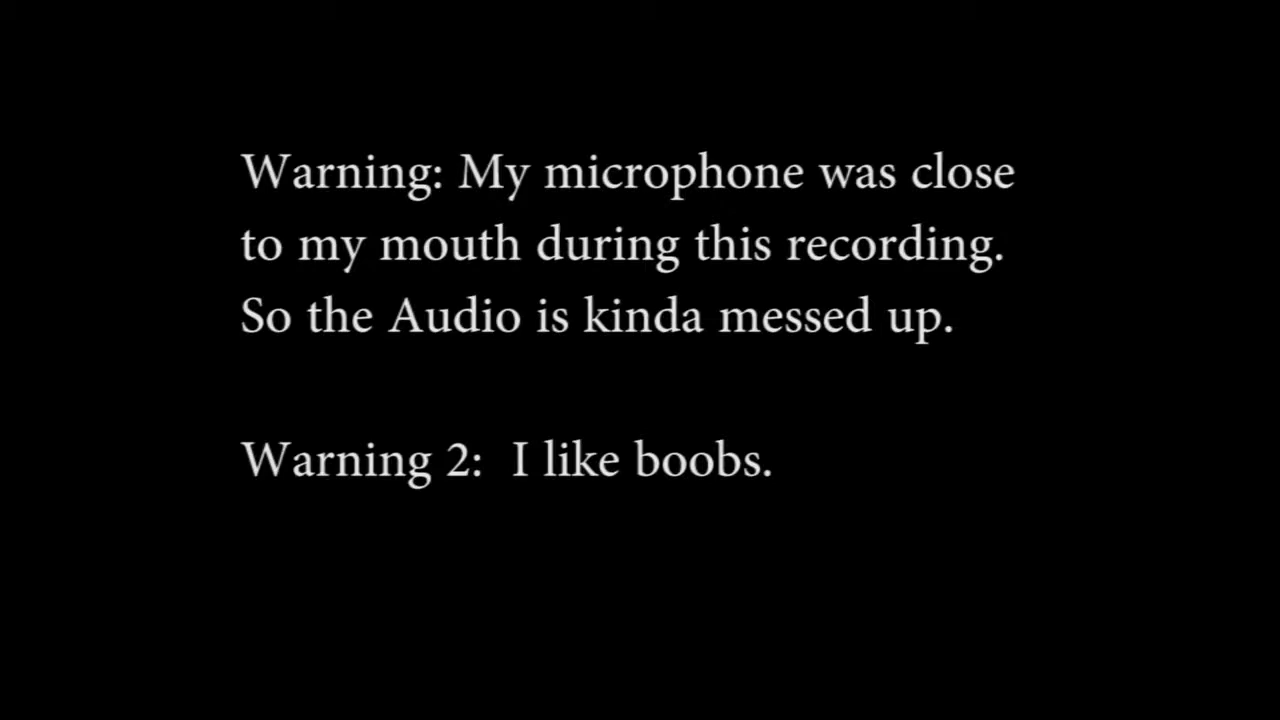 Warning: My microphone was close
to my mouth during this recording.
So the Audio is kinda messed up.
Warning 2:  I like boobs.